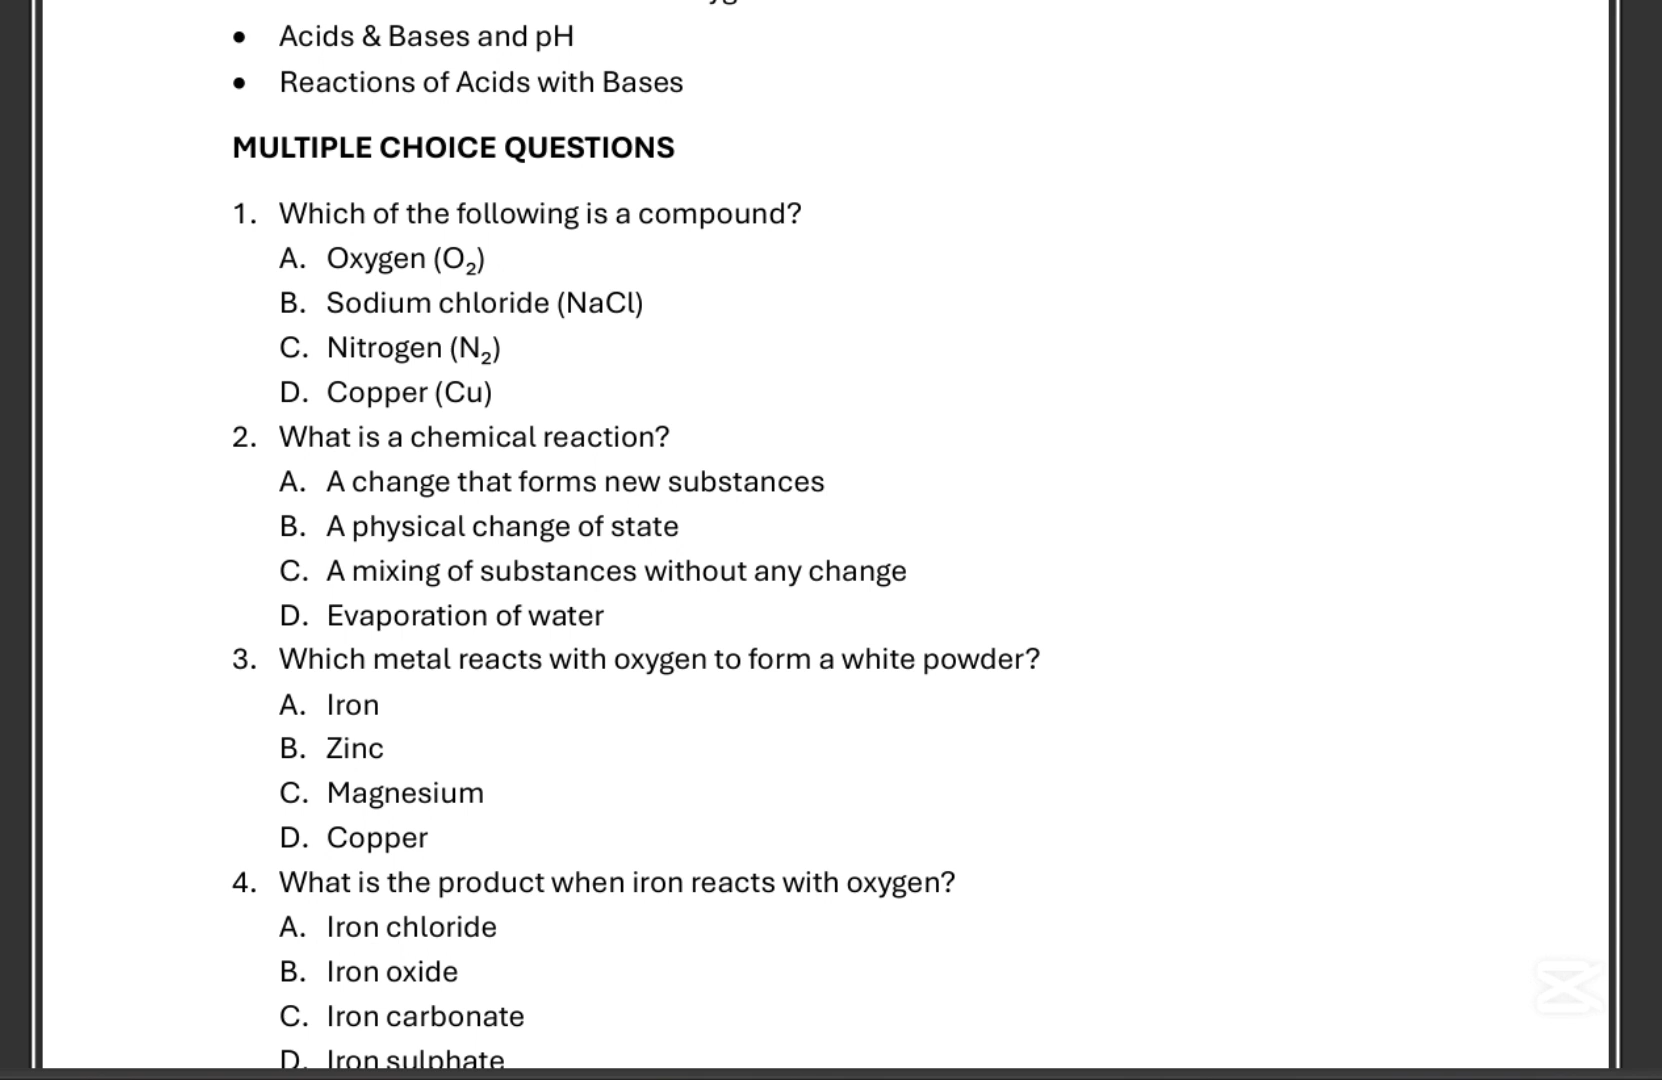 • Acids & Bases and pH
• Reactions of Acids with Bases
MULTIPLE CHOICE QUESTIONS
1. Which of the following is a compound?
A. Oxygen (O₂)
B. Sodium chloride (NaCl)
C. Nitrogen (N₂)
D. Copper (Cu)
2. What is a chemical reaction?
A. A change that forms new substances
B. A physical change of state
C. A mixing of substances without any change
D. Evaporation of water
3. Which metal reacts with oxygen to form a white powder?
A. Iron
B. Zinc
C. Magnesium
D. Copper
4. What is the product when iron reacts with oxygen?
A. Iron chloride
B. Iron oxide
C. Iron carbonate
D. Iron sulphate